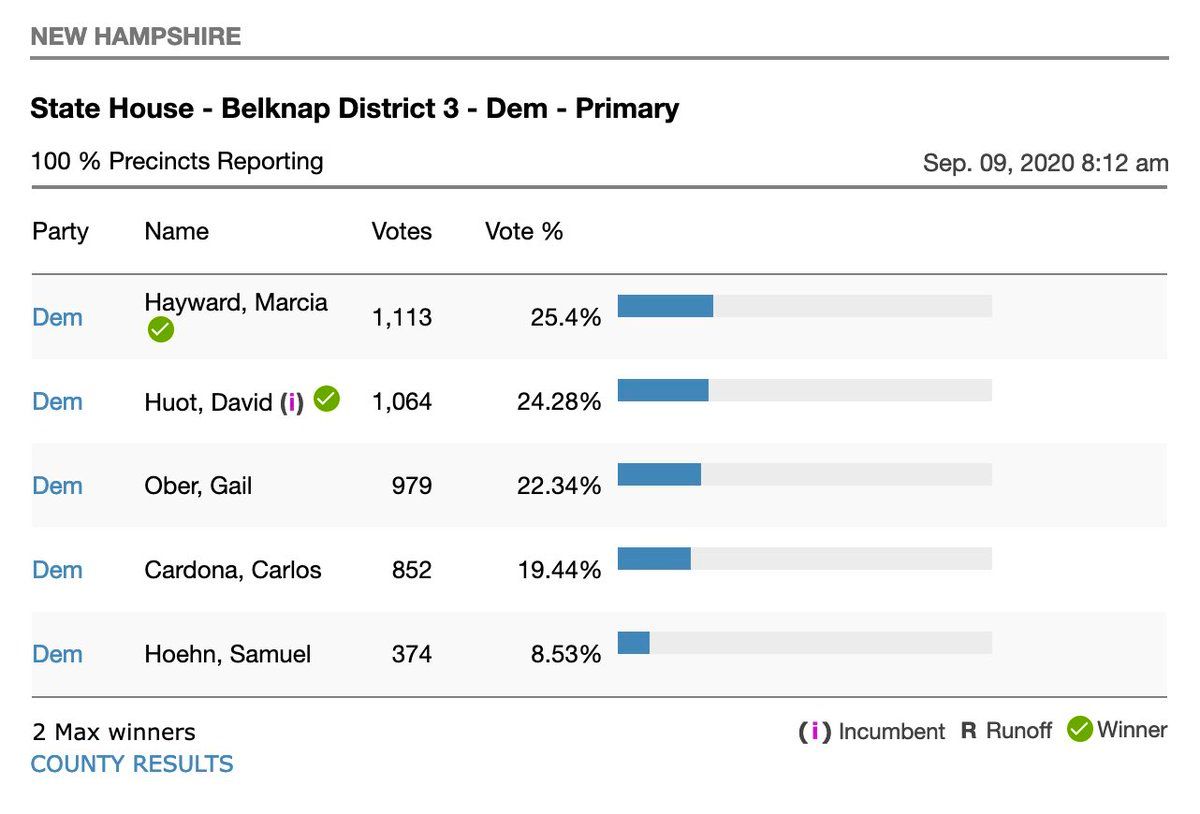 NEW HAMPSHIRE
State House - Belknap District 3 - Dem - Primary
100 % Precincts Reporting Sep. 09, 2020 8:12 am
Party Name Votes Vote %
Dem Hayward, Marcia 1,113 25.4%
Dem Huot, David (i) 1,064 24.28%
Dem Ober, Gail 979 22.34%
Dem Cardona, Carlos 852 19.44%
Dem Hoehn, Samuel 374 8.53%
2 Max winners (i) Incumbent R Runoff Winner
COUNTY RESULTS